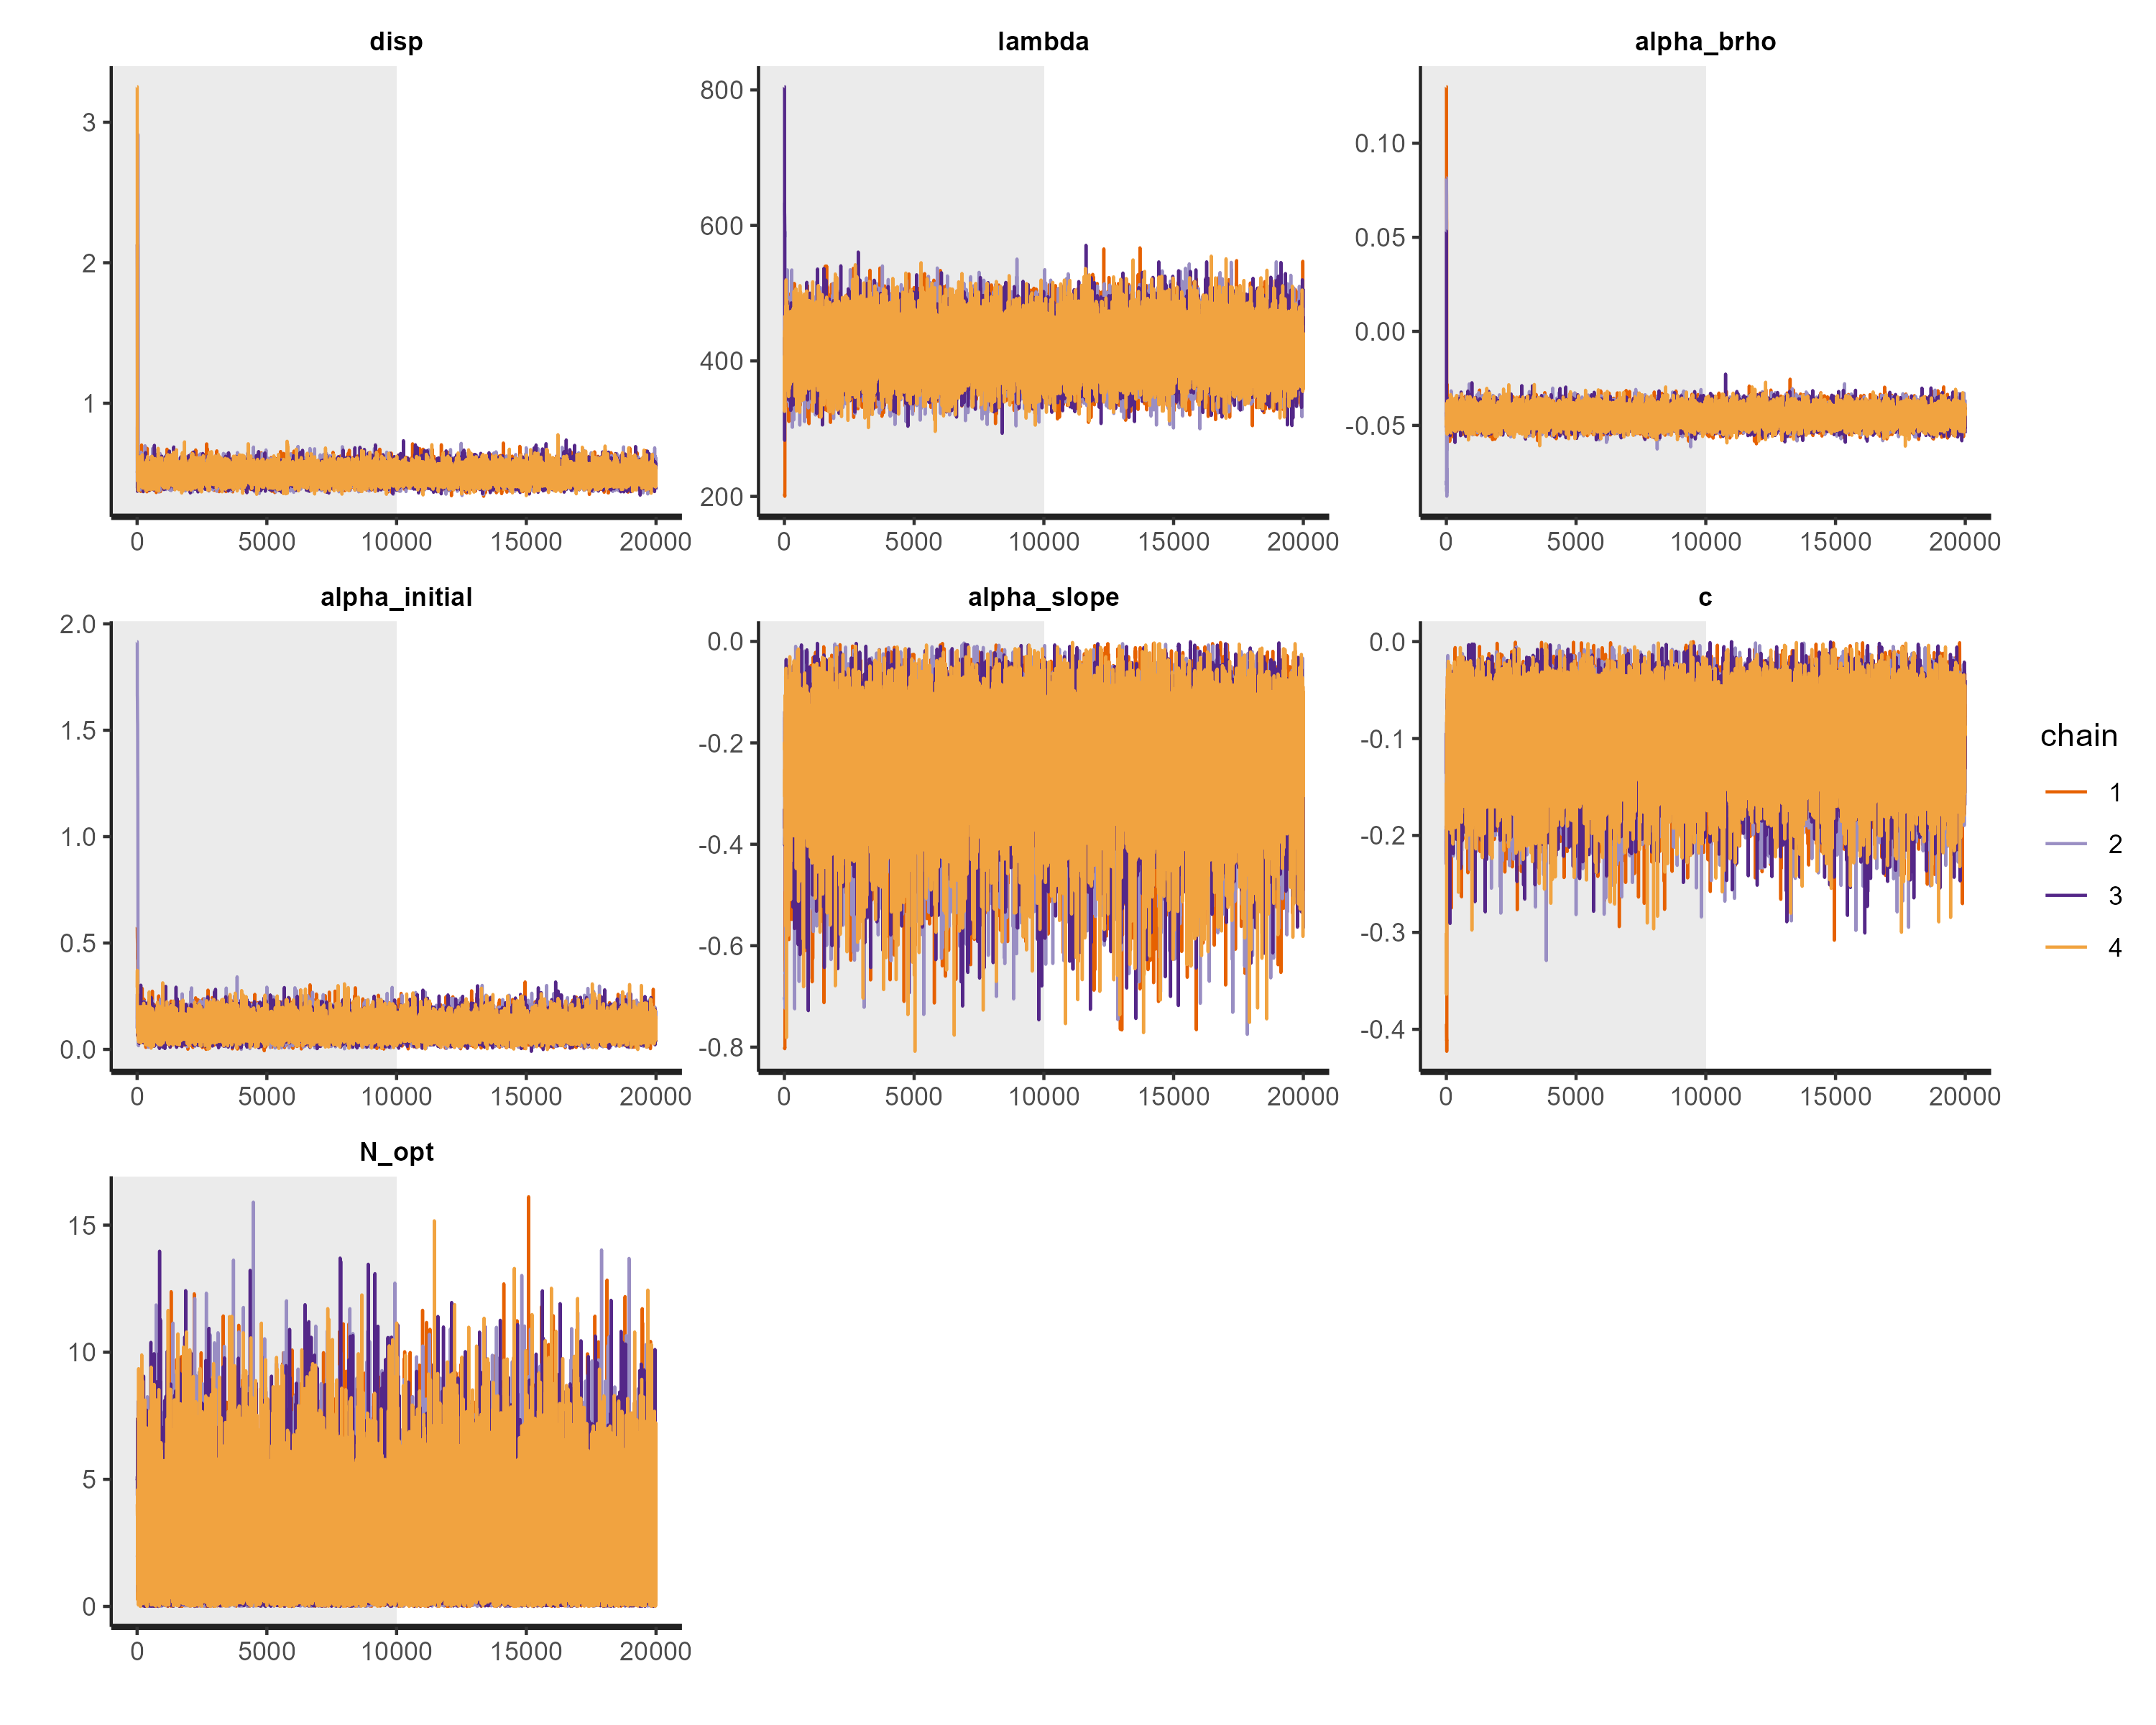 disp lambda alpha_brho
3 2 1
800 600 400 200
0.10 0.05 0.00 -0.05
0 5000 10000 15000 20000 0 5000 10000 15000 20000 0 5000 10000 15000 20000
alpha_initial alpha_slope c
2.0 1.5 1.0 0.5 0.0
0.0 -0.2 -0.4 -0.6 -0.8
0.0 -0.1 -0.2 -0.3 -0.4
0 5000 10000 15000 20000 0 5000 10000 15000 20000 0 5000 10000 15000 20000
chain
1
2
3
4
N_opt
15
10
5
0
0 5000 10000 15000 20000